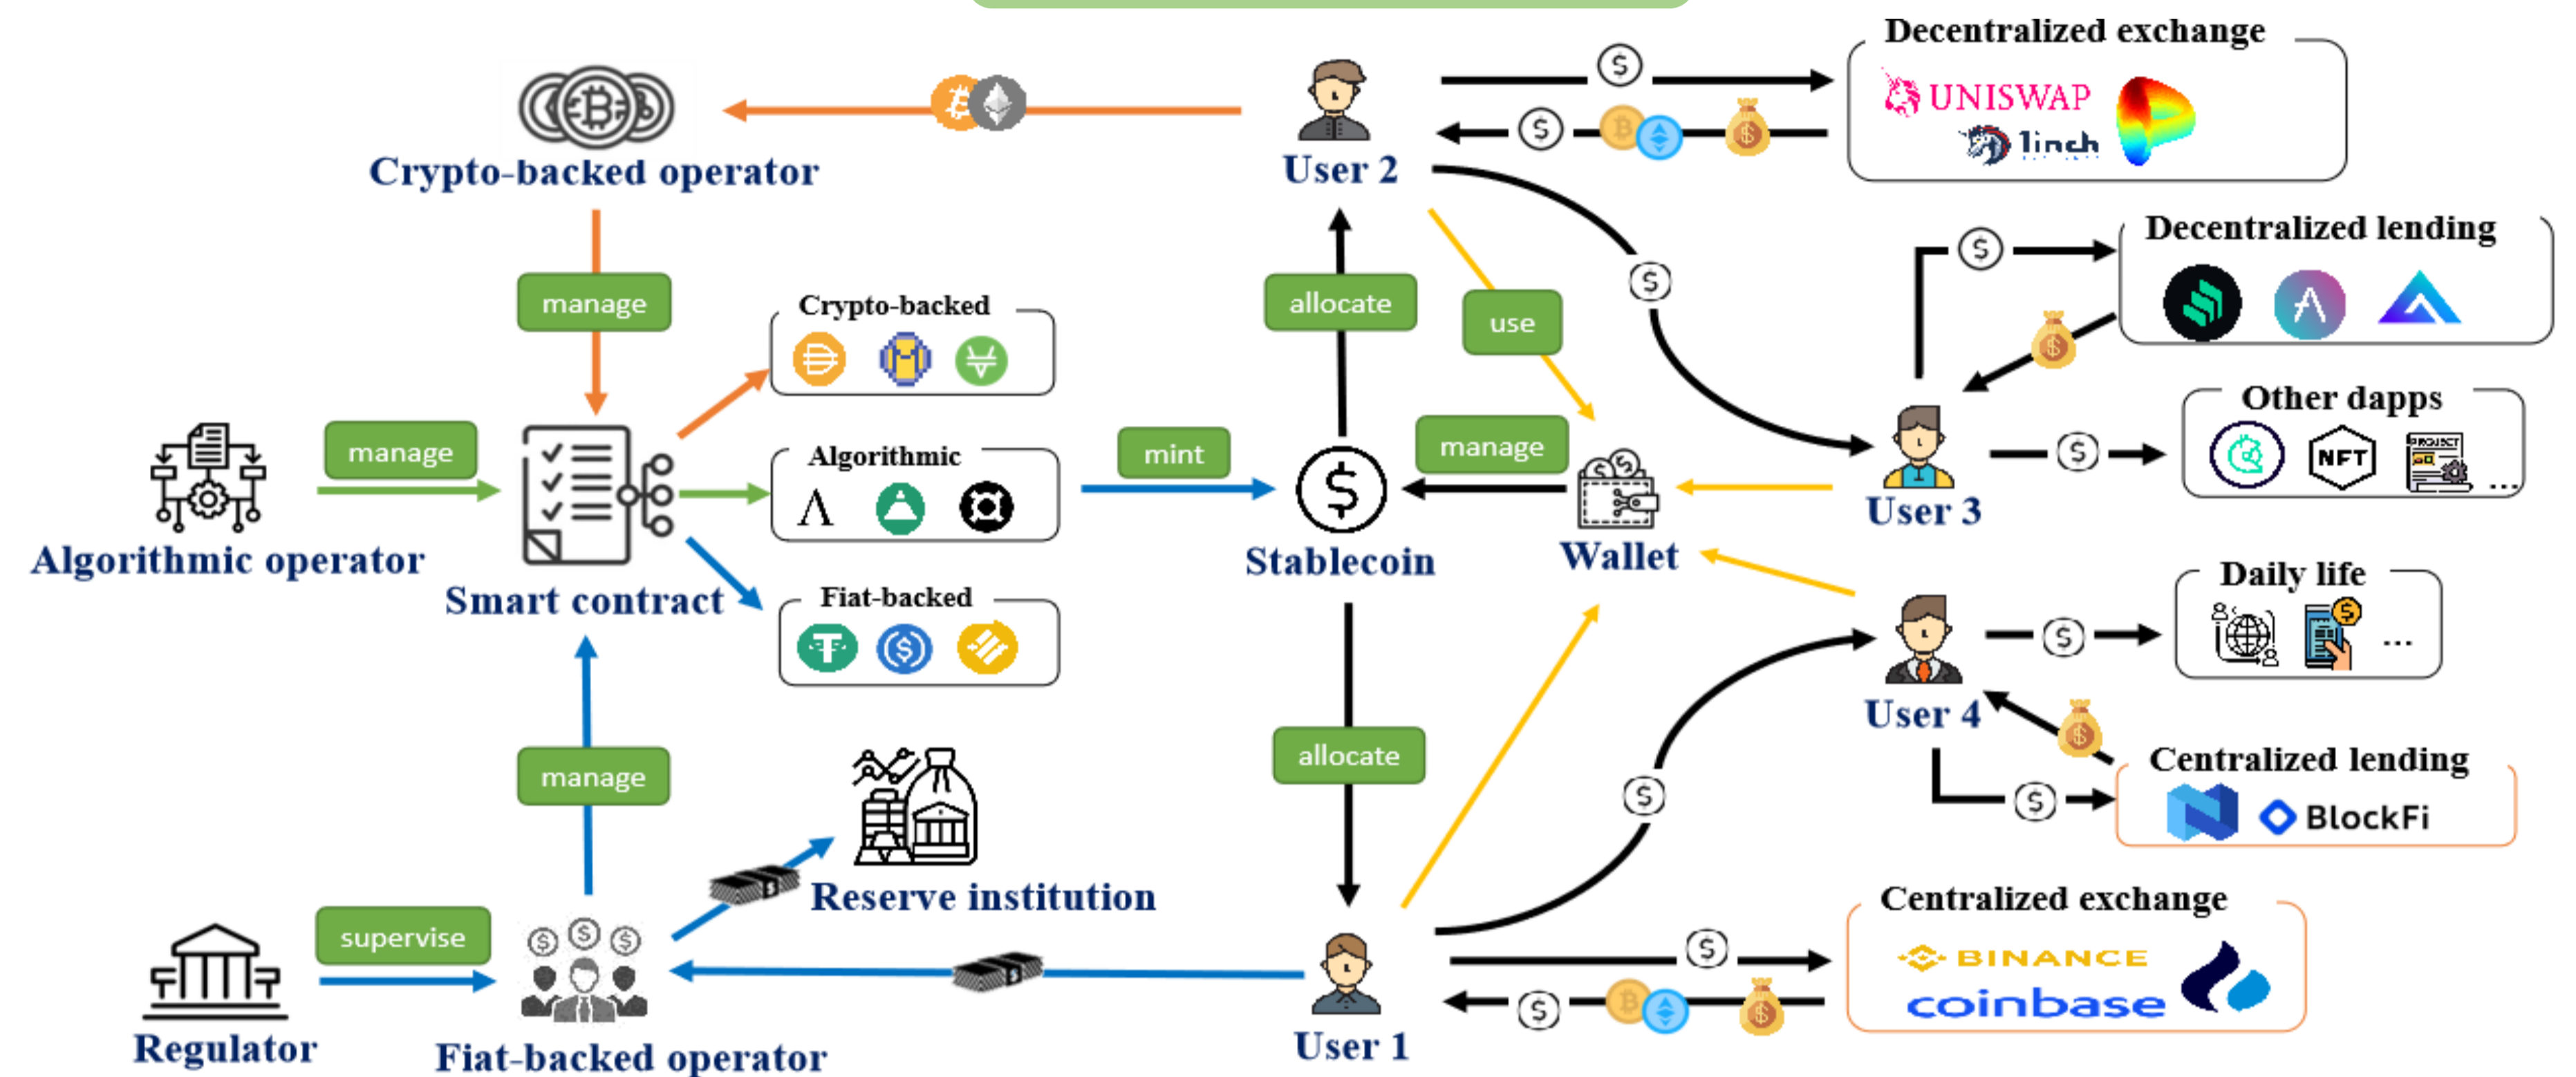 Decentralized exchange
UNISWAP
1inch
Crypto-backed operator
User 2
Decentralized lending
manage
allocate
use
Crypto-backed
Other dapps
NFT
PROJECT
...
manage
Algorithmic
mint
manage
User 3
Algorithmic operator
Smart contract
Stablecoin
Wallet
Fiat-backed
Daily life
...
User 4
manage
allocate
Centralized lending
BlockFi
Reserve institution
Centralized exchange
supervise
BINANCE
coinbase
Regulator
Fiat-backed operator
User 1